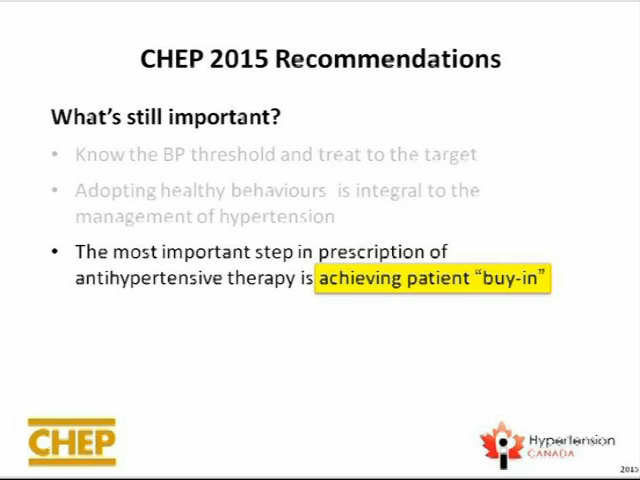 CHEP 2015 Recommendations
What's still important?
• Know the BP threshold and treat to the target
• Adopting healthy behaviours is integral to the
management of hypertension
• The most important step in prescription of
antihypertensive therapy is achieving patient “buy-in”
CHEP
Hypertension
CANADA
2015